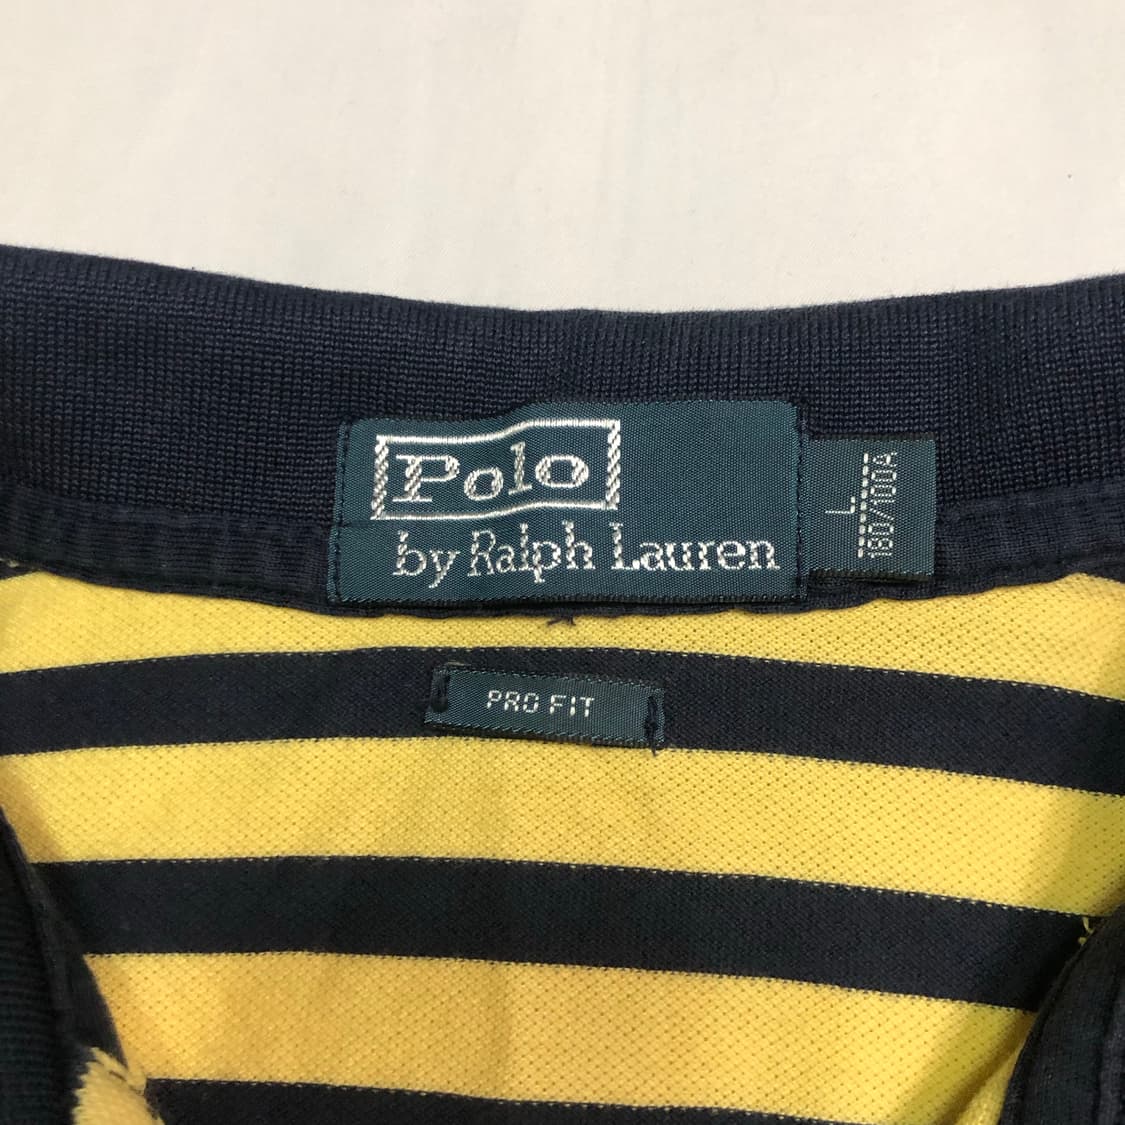 Polo
by Ralph Lauren
L
180/100A
PRO FIT